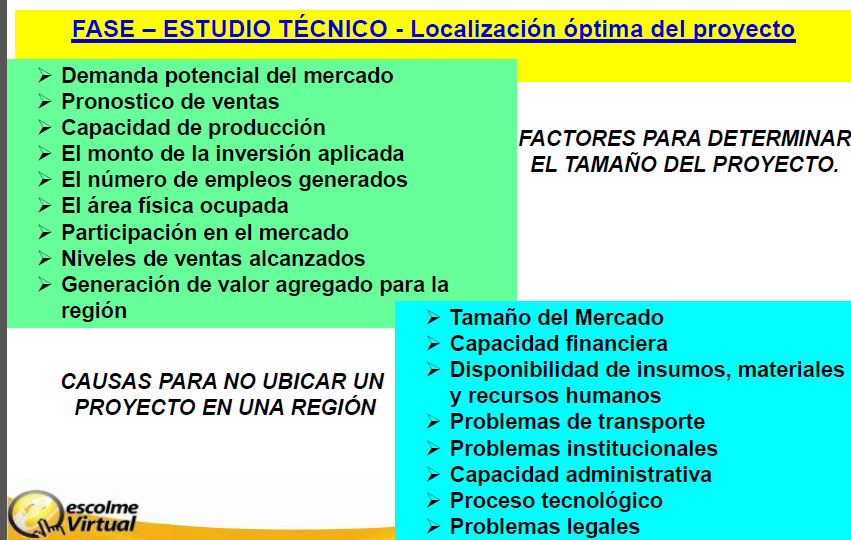 FASE – ESTUDIO TÉCNICO - Localización óptima del proyecto
➢ Demanda potencial del mercado
➢ Pronostico de ventas
➢ Capacidad de producción
➢ El monto de la inversión aplicada
➢ El número de empleos generados
➢ El área física ocupada
➢ Participación en el mercado
➢ Niveles de ventas alcanzados
➢ Generación de valor agregado para la
región
FACTORES PARA DETERMINAR
EL TAMAÑO DEL PROYECTO.
CAUSAS PARA NO UBICAR UN
PROYECTO EN UNA REGIÓN
➢ Tamaño del Mercado
➢ Capacidad financiera
➢ Disponibilidad de insumos, materiales
y recursos humanos
➢ Problemas de transporte
➢ Problemas institucionales
➢ Capacidad administrativa
➢ Proceso tecnológico
➢ Problemas legales
escolme
Virtual